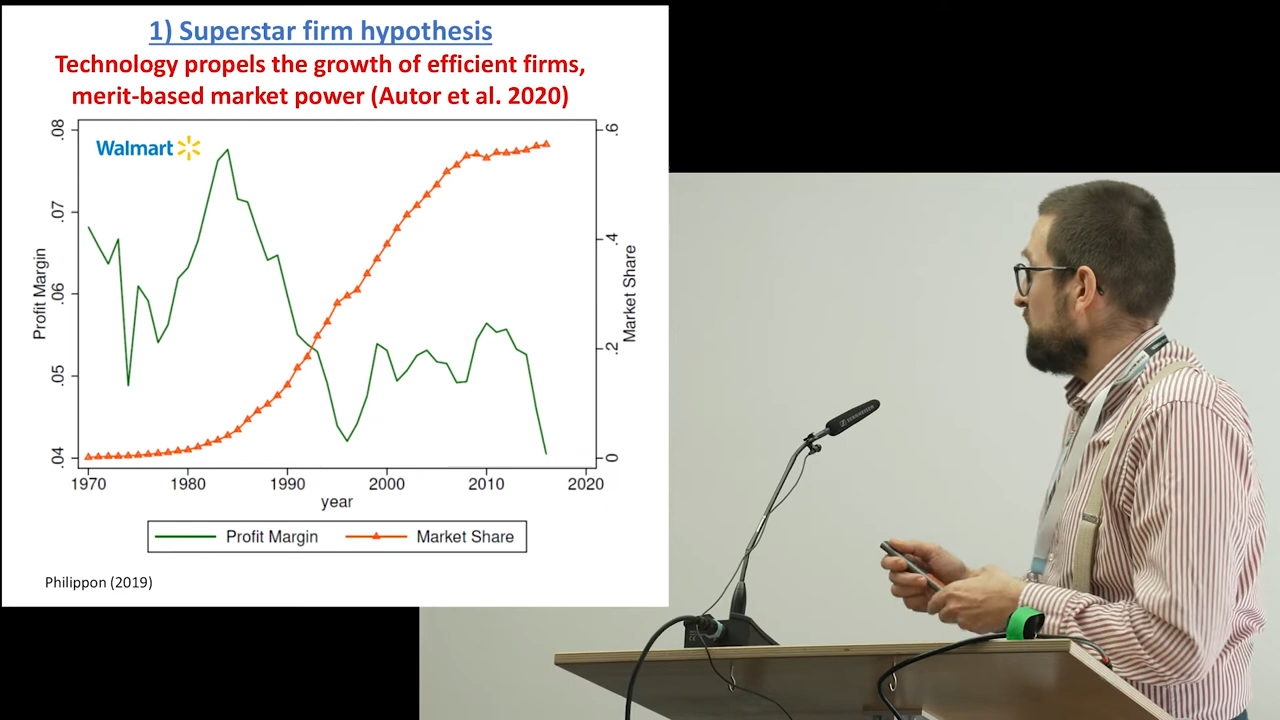 1) Superstar firm hypothesis
Technology propels the growth of efficient firms,
merit-based market power (Autor et al. 2020)
Walmart
.08
.07
.06
.05
.04
Profit Margin
.6
.4
.2
0
Market Share
1970 1980 1990 2000 2010 2020
year
Profit Margin Market Share
Philippon (2019)
SENNHEISER